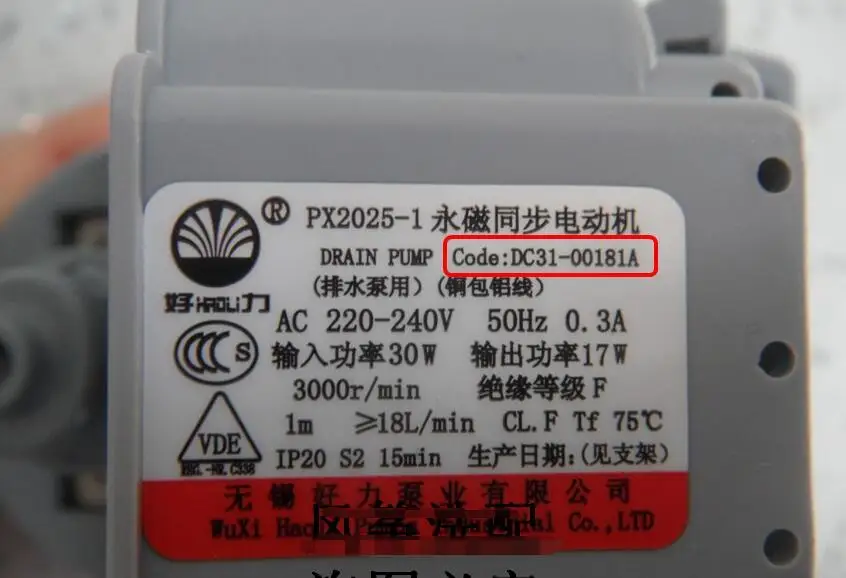 ® PX2025-1 永磁同步电动机
DRAIN PUMP Code:DC31-00181A
(排水泵用) (铜包铝线)
好HAOLi力
AC 220-240V 50Hz 0.3A
CCC S 输入功率30W 输出功率17W
3000r/min 绝缘等级 F
1m ≥18L/min CL.F Tf 75℃
VDE
IP20 S2 15min 生产日期:(见支架)
无锡好力泵业有限公司
WuXi Co.,LTD